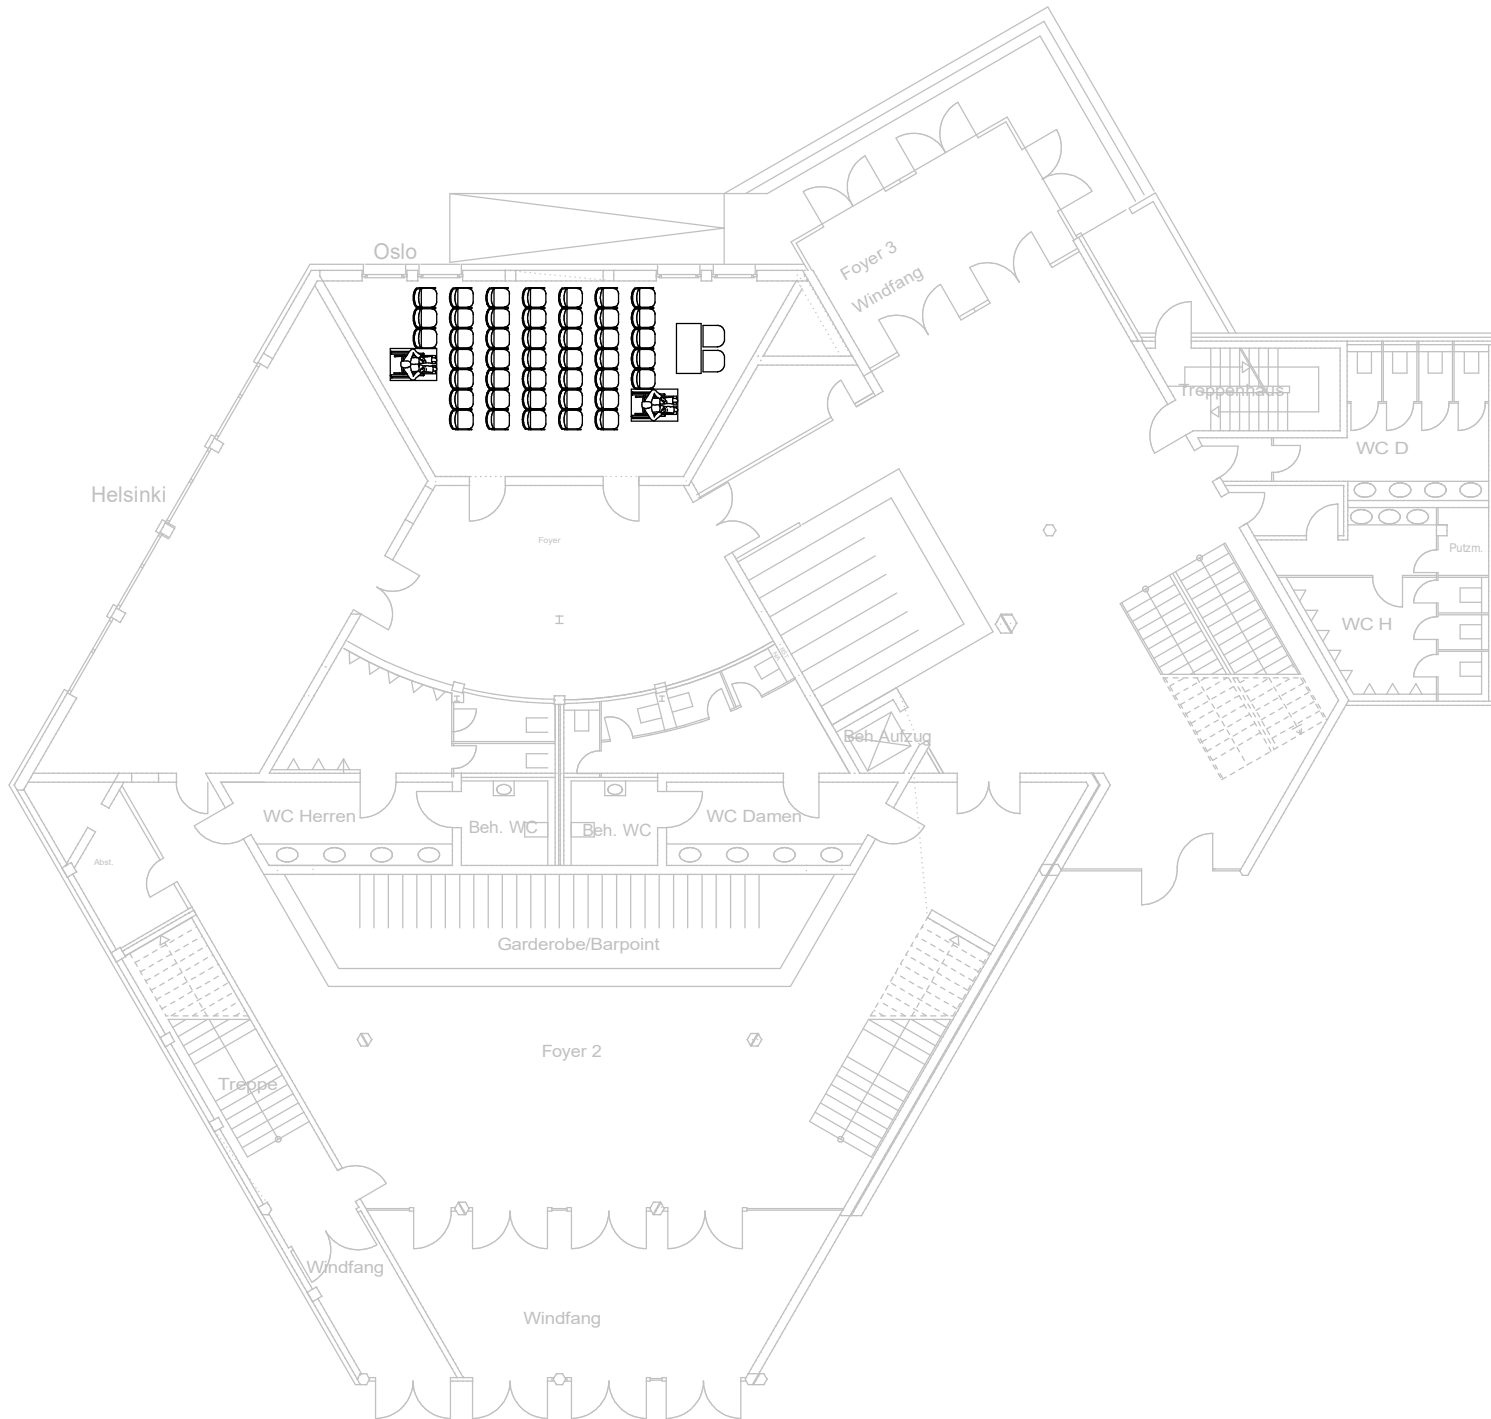 Oslo
Foyer 3
Windfang
Treppenhaus
WC D
Helsinki
Foyer
Putzm.
WC H
Beh.Aufzug
WC Herren
Beh. WC
Beh. WC
WC Damen
Abst.
Garderobe/Barpoint
Foyer 2
Treppe
Windfang
Windfang